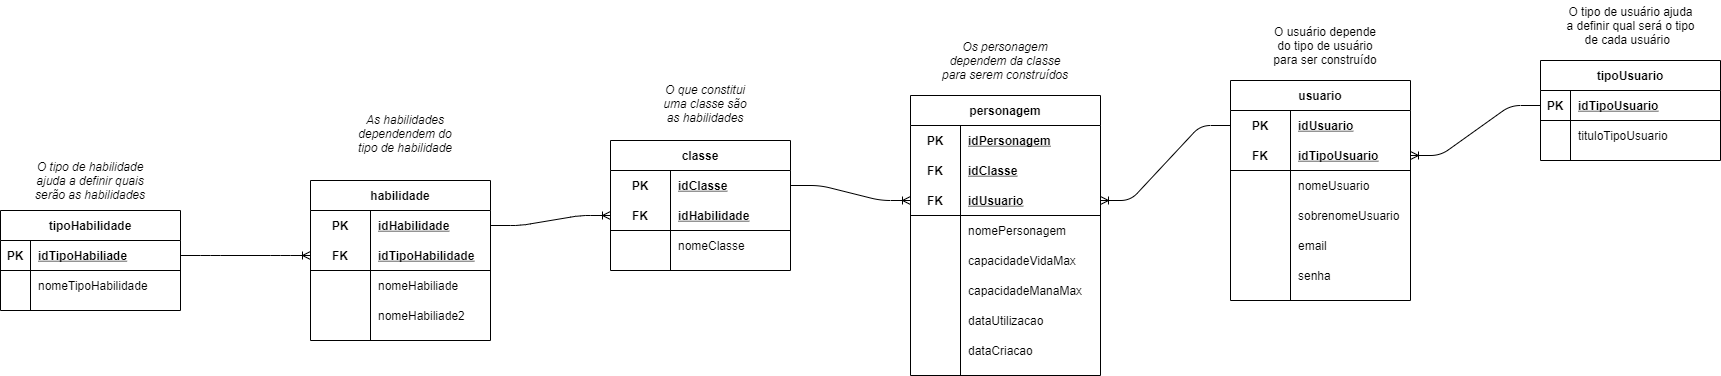 O tipo de habilidade
ajuda a definir quais
serão as habilidades
tipoHabilidade
PK idTipoHabiliade
nomeTipoHabilidade
As habilidades
dependendem do
tipo de habilidade
habilidade
PK idHabilidade
FK idTipoHabilidade
nomeHabiliade
nomeHabiliade2
O que constitui
uma classe são
as habilidades
classe
PK idClasse
FK idHabilidade
nomeClasse
Os personagem
dependem da classe
para serem construídos
personagem
PK idPersonagem
FK idClasse
FK idUsuario
nomePersonagem
capacidadeVidaMax
capacidadeManaMax
dataUtilizacao
dataCriacao
O usuário depende
do tipo de usuário
para ser construído
usuario
PK idUsuario
FK idTipoUsuario
nomeUsuario
sobrenomeUsuario
email
senha
O tipo de usuário ajuda
a definir qual será o tipo
de cada usuário
tipoUsuario
PK idTipoUsuario
tituloTipoUsuario